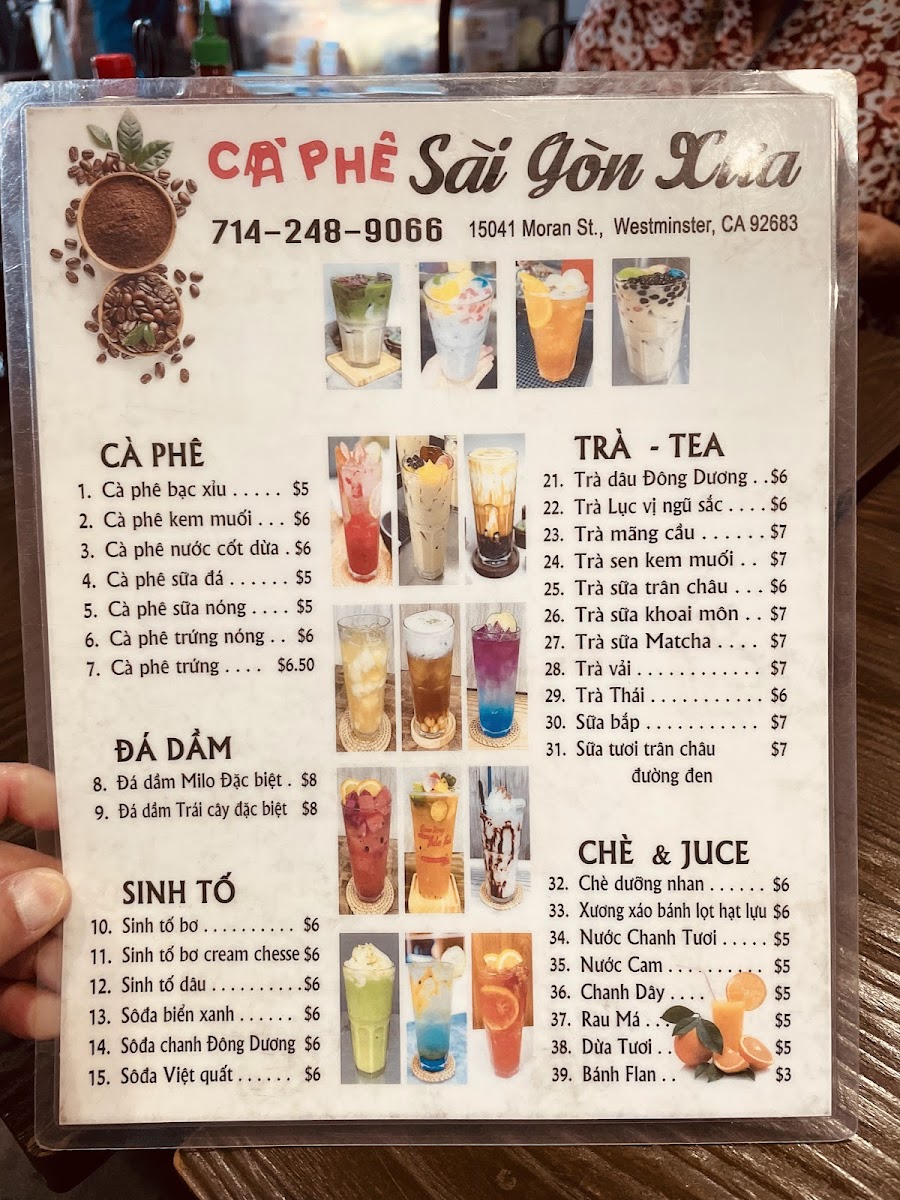 CÀ PHÊ Sài Gòn Xưa
714-248-9066 15041 Moran St., Westminster, CA 92683
CÀ PHÊ
1. Cà phê bạc xỉu . . . . . $5
2. Cà phê kem muối . . . $6
3. Cà phê nước cốt dừa . $6
4. Cà phê sữa đá . . . . . . $5
5. Cà phê sữa nóng . . . . $5
6. Cà phê trứng nóng . . $6
7. Cà phê trứng . . . . $6.50
ĐÁ DẦM
8. Đá dầm Milo Đặc biệt . $8
9. Đá dầm Trái cây đặc biệt $8
SINH TỐ
10. Sinh tố bơ . . . . . . . . . . $6
11. Sinh tố bơ cream chesse $6
12. Sinh tố dâu . . . . . . . . . . $6
13. Sôđa biển xanh . . . . . . $6
14. Sôđa chanh Đông Dương $6
15. Sôđa Việt quất . . . . . . $6
TRÀ - TEA
21. Trà dâu Đông Dương . . $6
22. Trà Lục vị ngũ sắc . . . . $6
23. Trà mãng cầu . . . . . . $7
24. Trà sen kem muối . . $7
25. Trà sữa trân châu . . . $6
26. Trà sữa khoai môn . . $7
27. Trà sữa Matcha . . . . $7
28. Trà vải . . . . . . . . . . . $7
29. Trà Thái . . . . . . . . . . $6
30. Sữa bắp . . . . . . . . . . $7
31. Sữa tươi trân châu $7
đường đen
CHÈ & JUCE
32. Chè dưỡng nhan . . . . . . $6
33. Xương xáo bánh lọt hạt lựu $6
34. Nước Chanh Tươi . . . . . $5
35. Nước Cam . . . . . . . . . $5
36. Chanh Dây . . . . $5
37. Rau Má . . . $5
38. Dừa Tươi . . $5
39. Bánh Flan . . $3